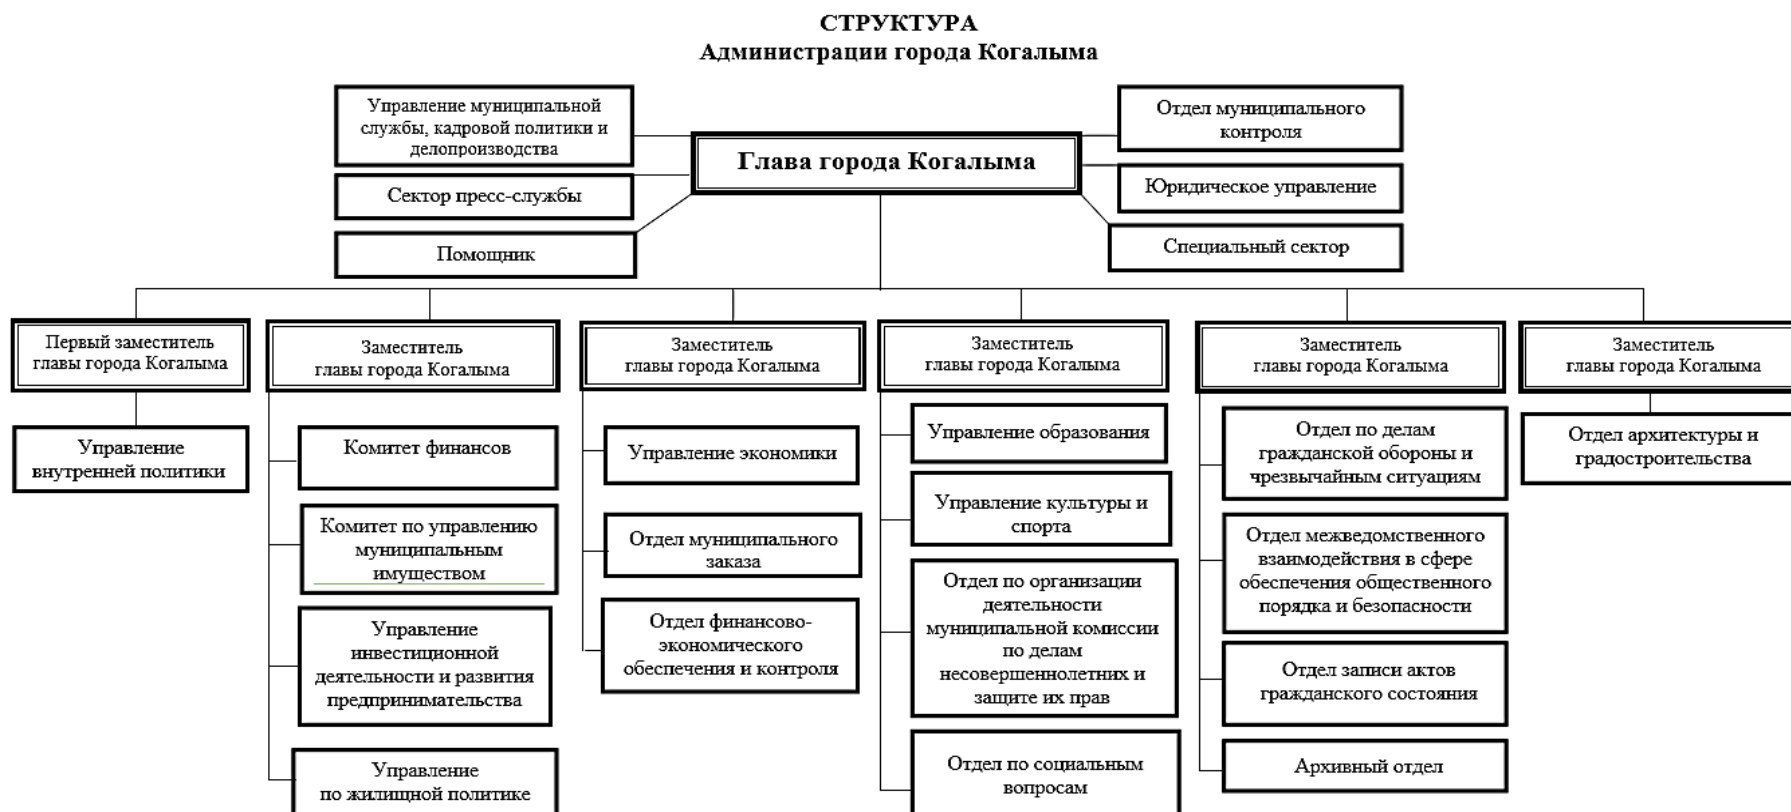 СТРУКТУРА
Администрации города Когалыма
Управление муниципальной
службы, кадровой политики и
делопроизводства
Сектор пресс-службы
Помощник
Глава города Когалыма
Отдел муниципального
контроля
Юридическое управление
Специальный сектор
Первый заместитель
главы города Когалыма
Управление
внутренней политики
Заместитель
главы города Когалыма
Комитет финансов
Комитет по управлению
муниципальным
имуществом
Управление
инвестиционной
деятельности и развития
предпринимательства
Управление
по жилищной политике
Заместитель
главы города Когалыма
Управление экономики
Отдел муниципального
заказа
Отдел финансово-
экономического
обеспечения и контроля
Заместитель
главы города Когалыма
Управление образования
Управление культуры и
спорта
Отдел по организации
деятельности
муниципальной комиссии
по делам
несовершеннолетних и
защите их прав
Отдел по социальным
вопросам
Заместитель
главы города Когалыма
Отдел по делам
гражданской обороны и
чрезвычайным ситуациям
Отдел межведомственного
взаимодействия в сфере
обеспечения общественного
порядка и безопасности
Отдел записи актов
гражданского состояния
Архивный отдел
Заместитель
главы города Когалыма
Отдел архитектуры и
градостроительства